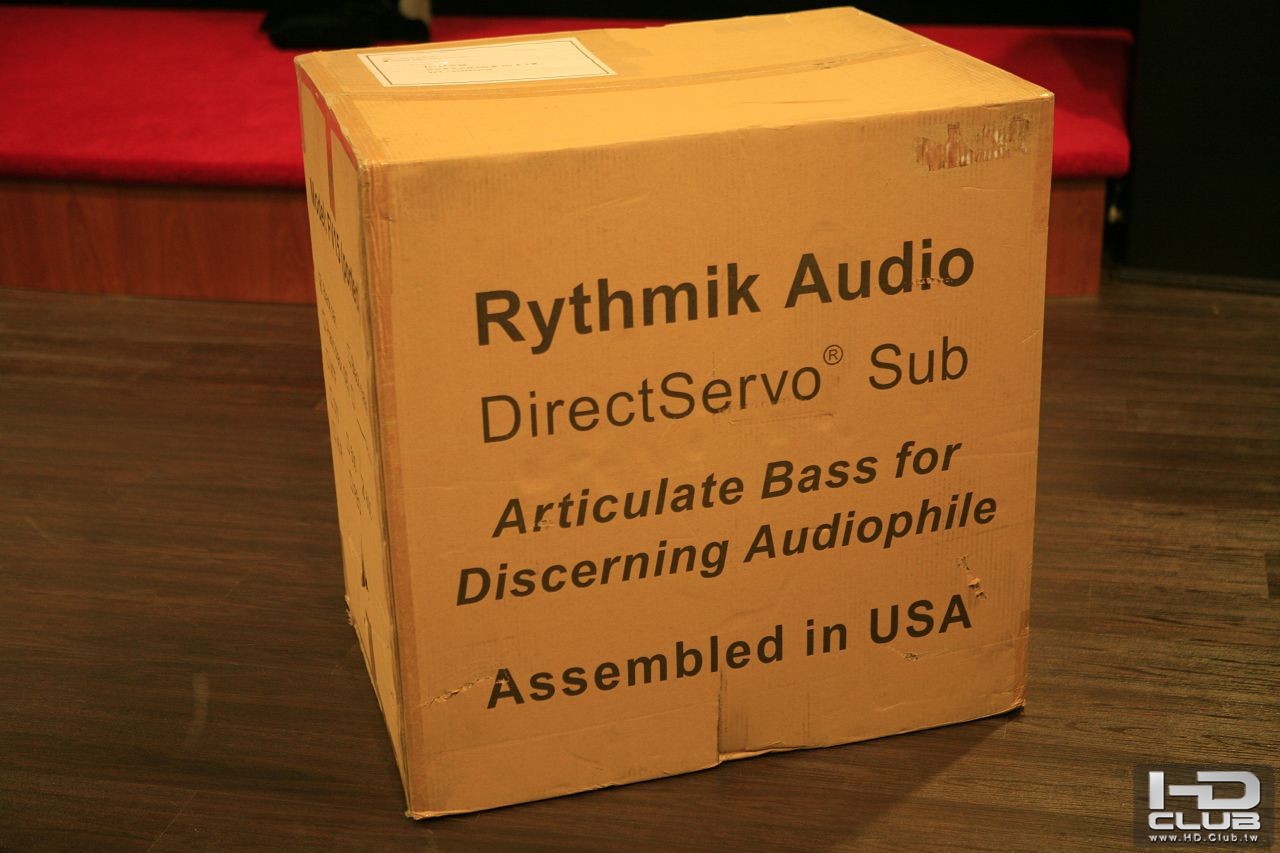 Rythmik Audio
DirectServo® Sub
Articulate Bass for
Discerning Audiophile
Assembled in USA
HD
CLUB
www.HD.Club.tw